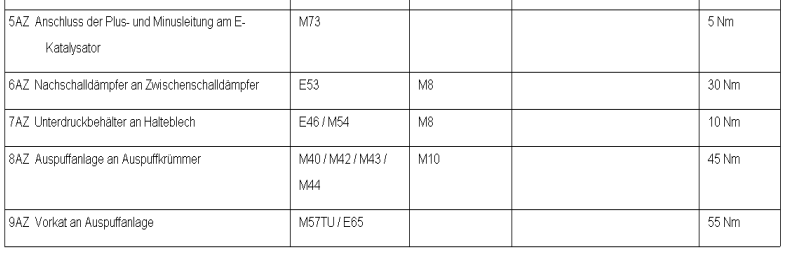 5AZ Anschluss der Plus- und Minusleitung am E- M73 5 Nm
Katalysator
6AZ Nachschalldämpfer an Zwischenschalldämpfer E53 M8 30 Nm
7AZ Unterdruckbehälter an Halteblech E46 / M54 M8 10 Nm
8AZ Auspuffanlage an Auspuffkrümmer M40 / M42 / M43 / M10 45 Nm
M44
9AZ Vorkat an Auspuffanlage M57TU / E65 55 Nm